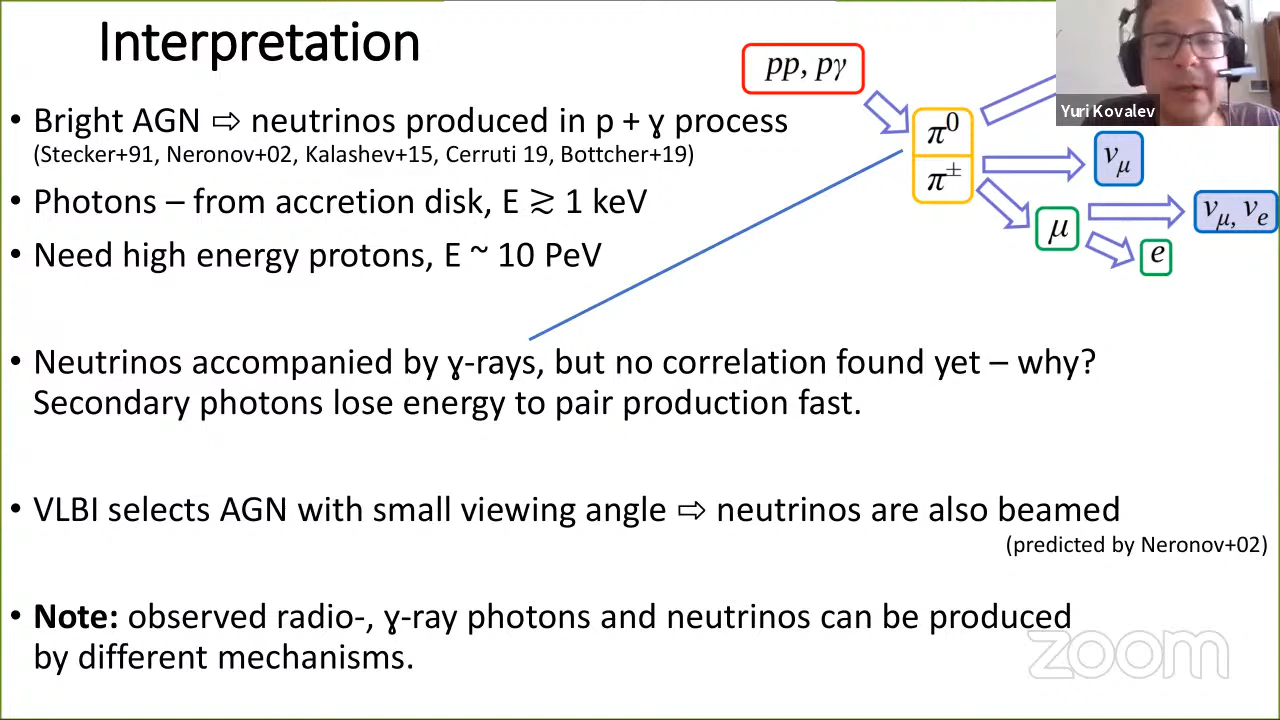 Interpretation
pp, pγ
Yuri Kovalev
• Bright AGN ⇨ neutrinos produced in p + ɣ process
(Stecker+91, Neronov+02, Kalashev+15, Cerruti 19, Bottcher+19)
π⁰
π±
νμ
• Photons – from accretion disk, E ≳ 1 keV
μ
νμ, νe
• Need high energy protons, E ~ 10 PeV
e
• Neutrinos accompanied by ɣ-rays, but no correlation found yet – why?
Secondary photons lose energy to pair production fast.
• VLBI selects AGN with small viewing angle ⇨ neutrinos are also beamed
(predicted by Neronov+02)
• Note: observed radio-, ɣ-ray photons and neutrinos can be produced
by different mechanisms.
zoom